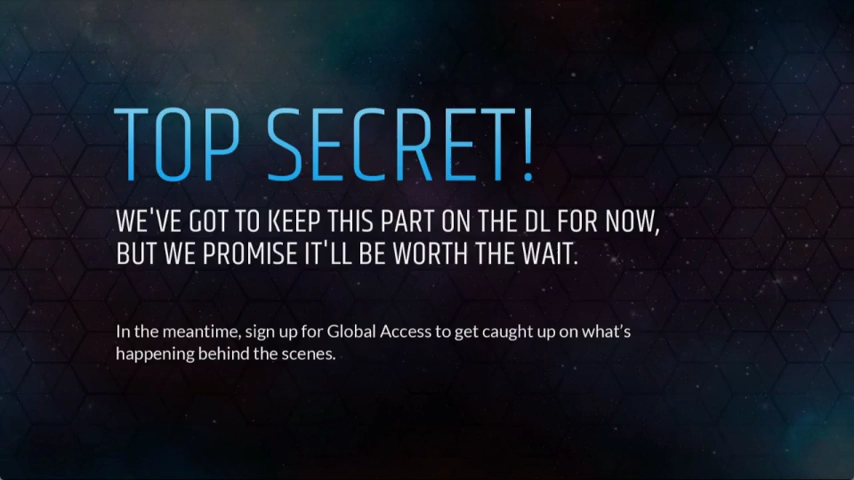 TOP SECRET!
WE'VE GOT TO KEEP THIS PART ON THE DL FOR NOW,
BUT WE PROMISE IT'LL BE WORTH THE WAIT.
In the meantime, sign up for Global Access to get caught up on what’s
happening behind the scenes.